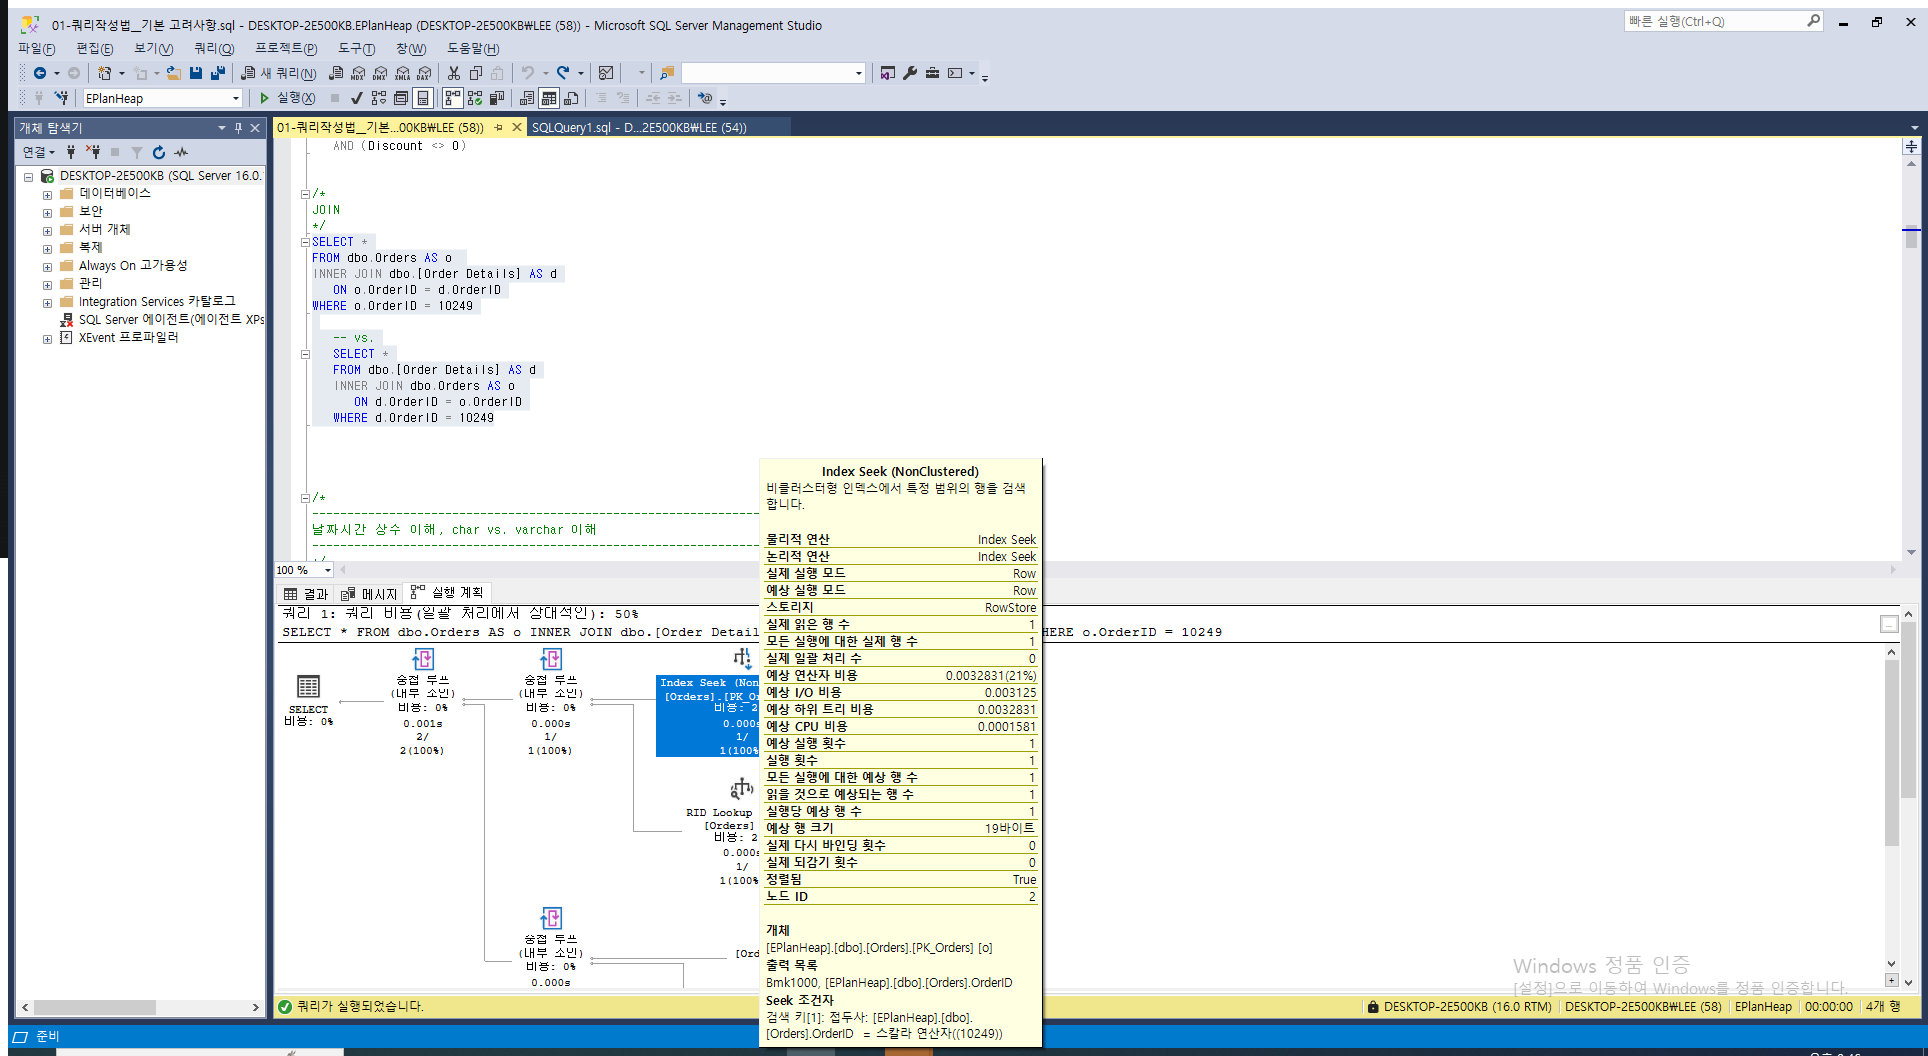 01-쿼리작성법__기본 고려사항.sql - DESKTOP-2E500KB.EPlanHeap (DESKTOP-2E500KB₩LEE (58)) - Microsoft SQL Server Management Studio
빠른 실행(Ctrl+Q)
파일(F) 편집(E) 보기(V) 쿼리(Q) 프로젝트(P) 도구(T) 창(W) 도움말(H)
새 쿼리(N)
MDX DMX XMLA DAX
EPlanHeap
실행(X)
개체 탐색기
01-쿼리작성법__기본...00KB₩LEE (58))
SQLQuery1.sql - D...2E500KB₩LEE (54))
연결
DESKTOP-2E500KB (SQL Server 16.0.
데이터베이스
보안
서버 개체
복제
Always On 고가용성
관리
Integration Services 카탈로그
SQL Server 에이전트(에이전트 XPs
XEvent 프로파일러
AND (Discount <> 0)
/*
JOIN
*/
SELECT *
FROM dbo.Orders AS o
INNER JOIN dbo.[Order Details] AS d
ON o.OrderID = d.OrderID
WHERE o.OrderID = 10249
-- vs.
SELECT *
FROM dbo.[Order Details] AS d
INNER JOIN dbo.Orders AS o
ON d.OrderID = o.OrderID
WHERE d.OrderID = 10249
/*
날짜시간 상수 이해, char vs. varchar 이해
100 %
결과 메시지 실행 계획
쿼리 1: 쿼리 비용(일괄 처리에서 상대적인): 50%
SELECT * FROM dbo.Orders AS o INNER JOIN dbo.[Order Detail
HERE o.OrderID = 10249
SELECT
비용: 0%
중첩 루프
(내부 조인)
비용: 0%
0.001s
2/
2(100%)
중첩 루프
(내부 조인)
비용: 0%
0.000s
1/
1(100%)
Index Seek (Non
[Orders].[PK_O
비용: 2
0.000s
1/
1(100%
RID Lookup
[Orders]
비용: 2
0.000s
1/
1(100%
중첩 루프
(내부 조인)
비용: 0%
0.000s
[Ord
Index Seek (NonClustered)
비클러스터형 인덱스에서 특정 범위의 행을 검색
합니다.
물리적 연산 Index Seek
논리적 연산 Index Seek
실제 실행 모드 Row
예상 실행 모드 Row
스토리지 RowStore
실제 읽은 행 수 1
모든 실행에 대한 실제 행 수 1
실제 일괄 처리 수 0
예상 연산자 비용 0.0032831(21%)
예상 I/O 비용 0.003125
예상 하위 트리 비용 0.0032831
예상 CPU 비용 0.0001581
예상 실행 횟수 1
실행 횟수 1
모든 실행에 대한 예상 행 수 1
읽을 것으로 예상되는 행 수 1
실행당 예상 행 수 1
예상 행 크기 19바이트
실제 다시 바인딩 횟수 0
실제 되감기 횟수 0
정렬됨 True
노드 ID 2
개체
[EPlanHeap].[dbo].[Orders].[PK_Orders] [o]
출력 목록
Bmk1000, [EPlanHeap].[dbo].[Orders].OrderID
Seek 조건자
검색 키[1]: 접두사: [EPlanHeap].[dbo].
[Orders].OrderID = 스칼라 연산자((10249))
Windows 정품 인증
[설정]으로 이동하여 Windows를 정품 인증합니다.
쿼리가 실행되었습니다.
DESKTOP-2E500KB (16.0 RTM) DESKTOP-2E500KB₩LEE (58) EPlanHeap 00:00:00 4개 행
준비